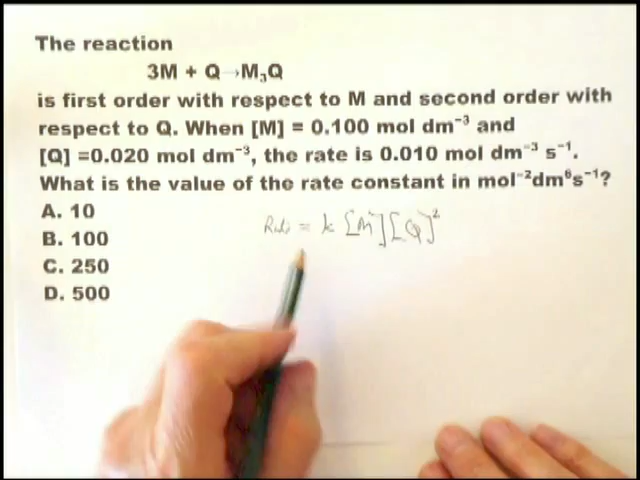 The reaction
3M + Q → M₃Q
is first order with respect to M and second order with
respect to Q. When [M] = 0.100 mol dm⁻³ and
[Q] =0.020 mol dm⁻³, the rate is 0.010 mol dm⁻³ s⁻¹.
What is the value of the rate constant in mol⁻²dm⁶s⁻¹?
A. 10
B. 100
C. 250
D. 500
Rate = k [M][Q]²